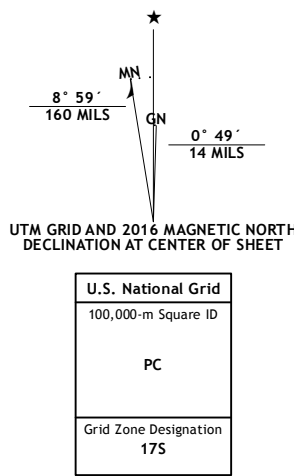 ★
MN
GN
8° 59´
160 MILS
0° 49´
14 MILS
UTM GRID AND 2016 MAGNETIC NORTH
DECLINATION AT CENTER OF SHEET
U.S. National Grid
100,000-m Square ID
PC
Grid Zone Designation
17S